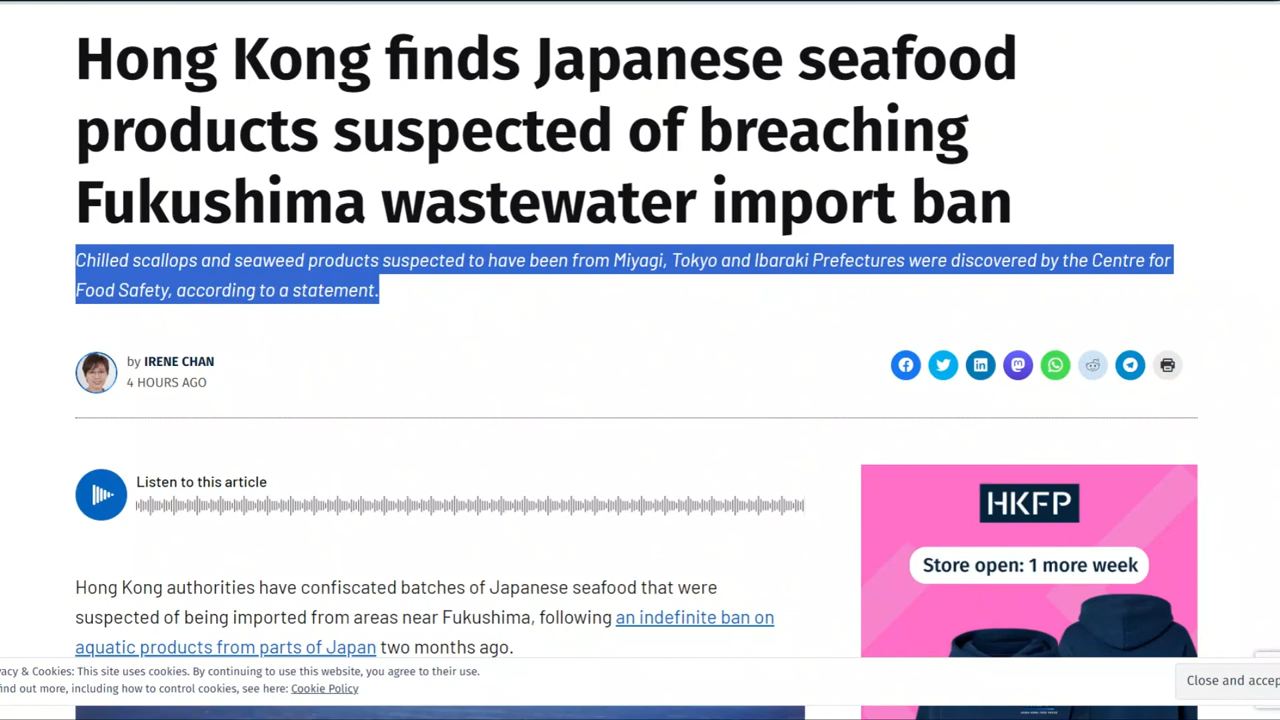 Hong Kong finds Japanese seafood
products suspected of breaching
Fukushima wastewater import ban
Chilled scallops and seaweed products suspected to have been from Miyagi, Tokyo and Ibaraki Prefectures were discovered by the Centre for
Food Safety, according to a statement.
by IRENE CHAN
4 HOURS AGO
Listen to this article
HKFP
Store open: 1 more week
Hong Kong authorities have confiscated batches of Japanese seafood that were
suspected of being imported from areas near Fukushima, following an indefinite ban on
aquatic products from parts of Japan two months ago.
vacy & Cookies: This site uses cookies. By continuing to use this website, you agree to their use.
find out more, including how to control cookies, see here: Cookie Policy
Close and accep